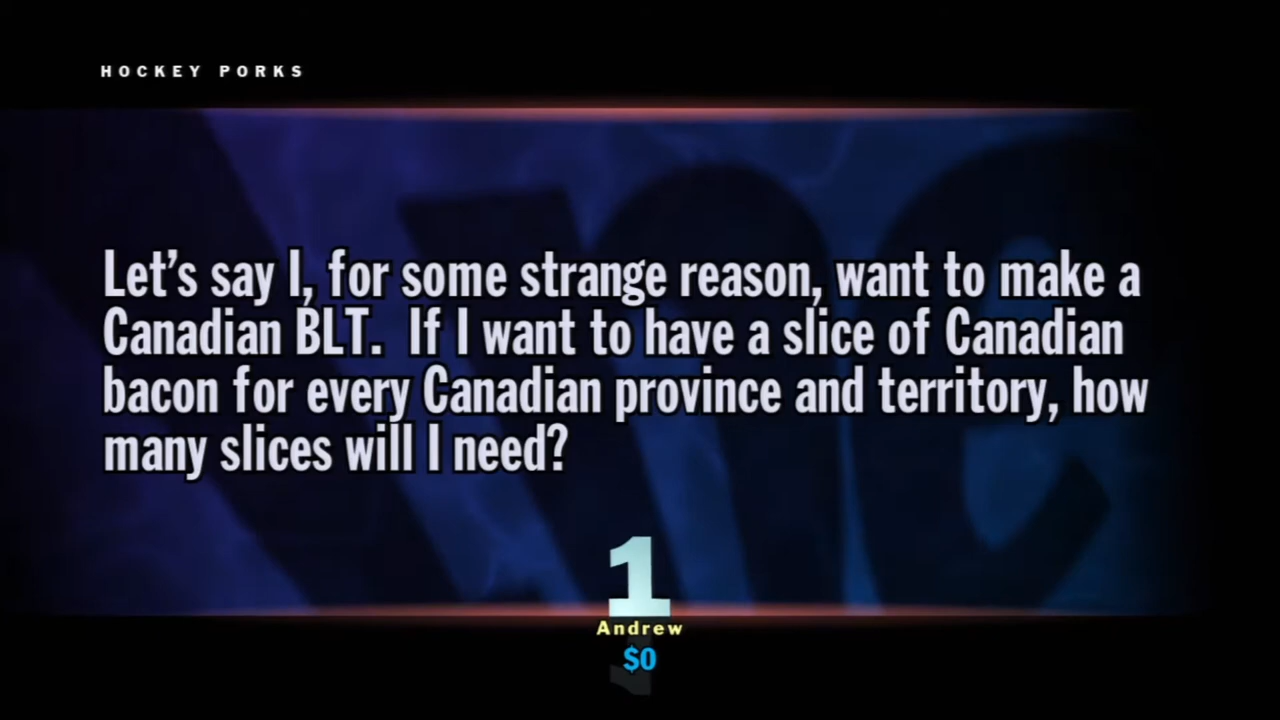 HOCKEY PORKS
Let's say I, for some strange reason, want to make a
Canadian BLT.  If I want to have a slice of Canadian
bacon for every Canadian province and territory, how
many slices will I need?
1
Andrew
$0